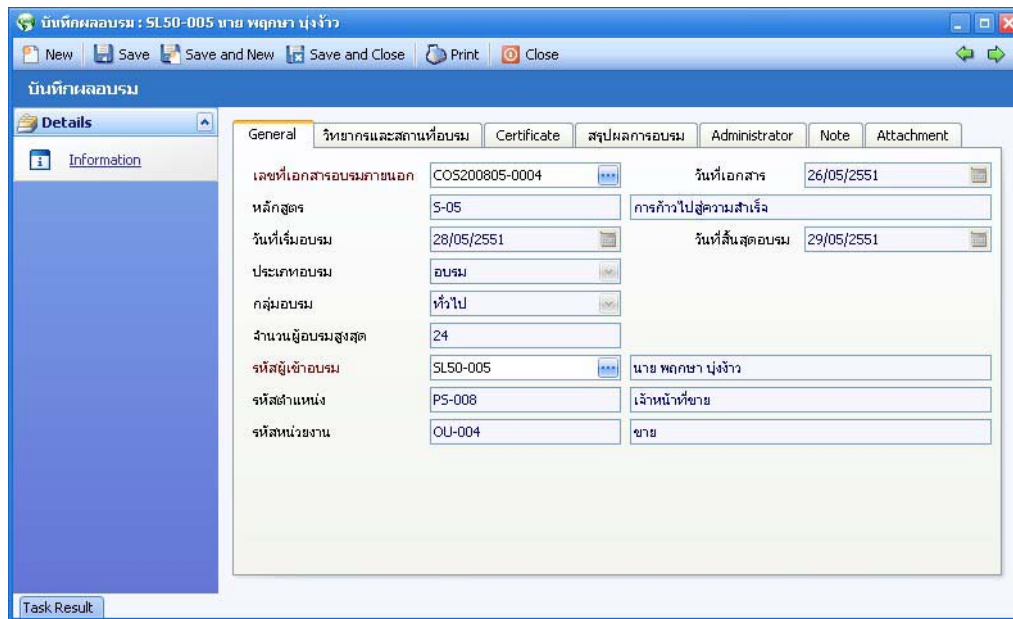 บันทึกผลอบรม : SL50-005 นาย พฤกษา บุ่งง้าว
New Save Save and New Save and Close Print Close
บันทึกผลอบรม
Details
Information
General วิทยากรและสถานที่อบรม Certificate สรุปผลการอบรม Administrator Note Attachment
เลขที่เอกสารอบรมภายนอก COS200805-0004 วันที่เอกสาร 26/05/2551
หลักสูตร S-05 การก้าวไปสู่ความสำเร็จ
วันที่เริ่มอบรม 28/05/2551 วันที่สิ้นสุดอบรม 29/05/2551
ประเภทอบรม อบรม
กลุ่มอบรม ทั่วไป
จำนวนผู้อบรมสูงสุด 24
รหัสผู้เข้าอบรม SL50-005 นาย พฤกษา บุ่งง้าว
รหัสตำแหน่ง PS-008 เจ้าหน้าที่ขาย
รหัสหน่วยงาน OU-004 ขาย
Task Result